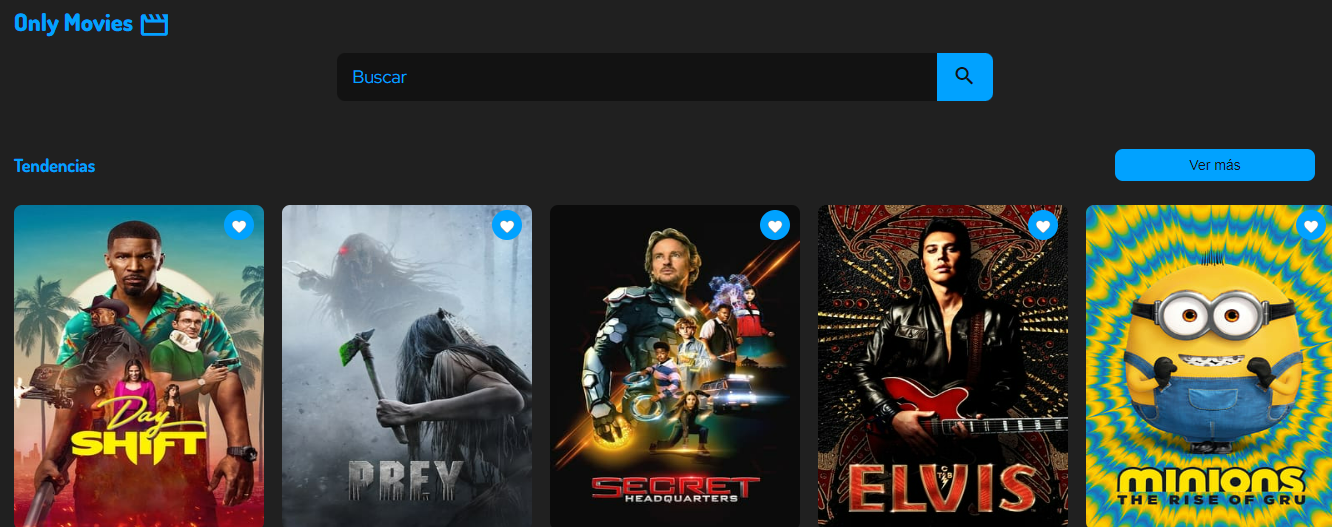 Only Movies
Buscar
Tendencias
Ver más
Day
SHIFT
PREY
SECRET
HEADQUARTERS
ELVIS
MINIONS
THE RISE OF GRU